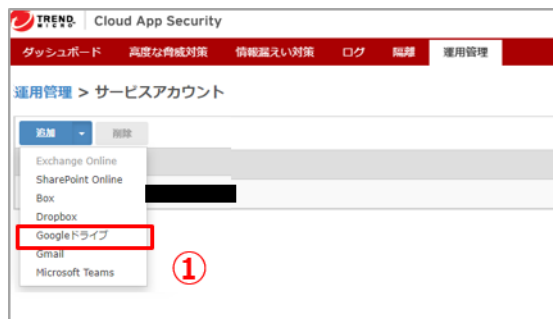 TREND MICRO Cloud App Security
ダッシュボード 高度な脅威対策 情報漏えい対策 ログ 隔離 運用管理
運用管理 > サービスアカウント
追加 削除
Exchange Online
SharePoint Online
Box
Dropbox
Googleドライブ
Gmail
Microsoft Teams
①